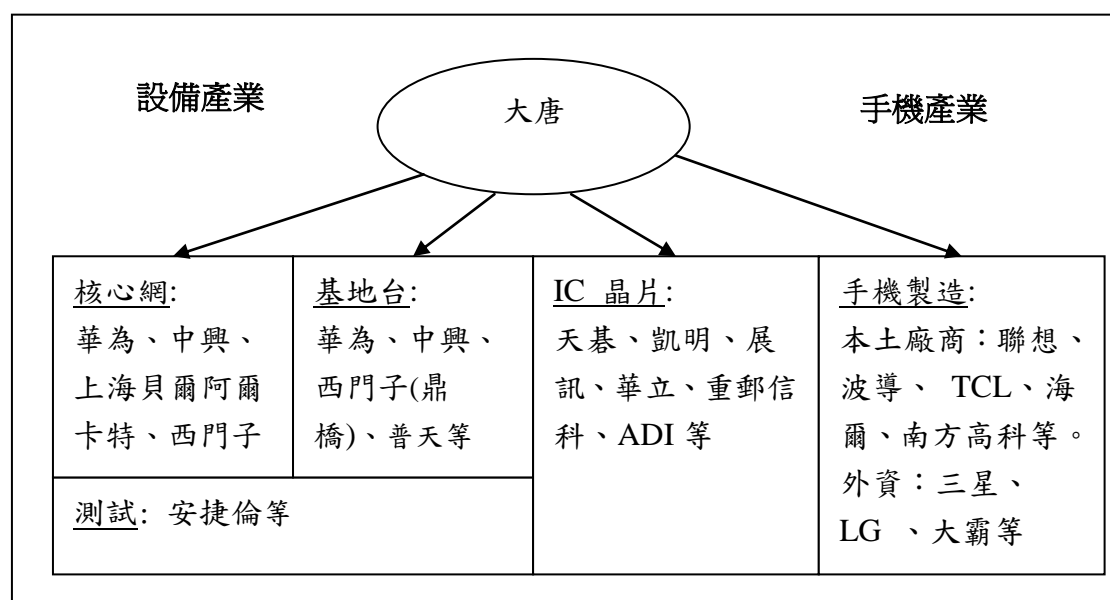 設備產業
大唐
手機產業
核心網:
華為、中興、
上海貝爾阿爾
卡特、西門子
基地台:
華為、中興、
西門子(鼎
橋)、普天等
測試: 安捷倫等
IC 晶片:
天碁、凱明、展
訊、華立、重郵信
科、ADI 等
手機製造:
本土廠商：聯想、
波導、 TCL、海
爾、南方高科等。
外資：三星、
LG 、大霸等